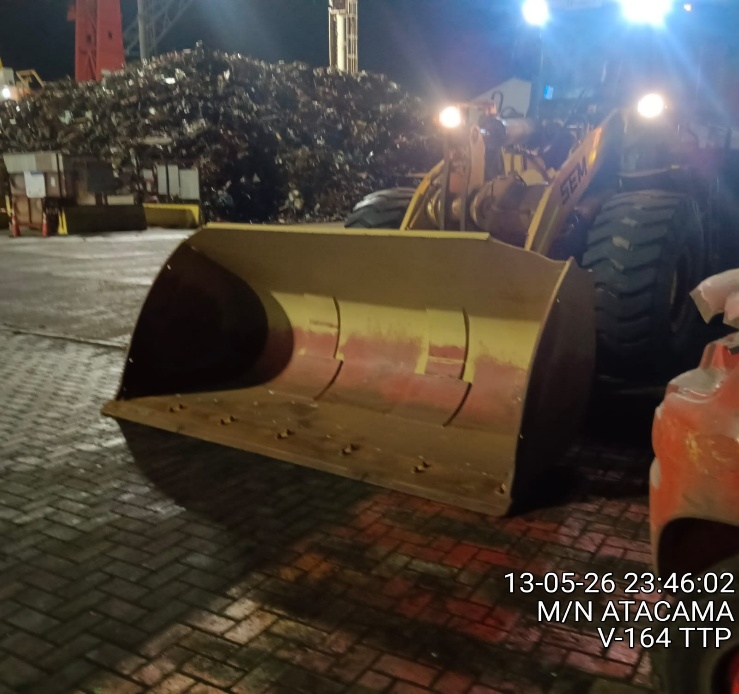 SEM
13-05-26 23:46:02
M/N ATACAMA
V-164 TTP